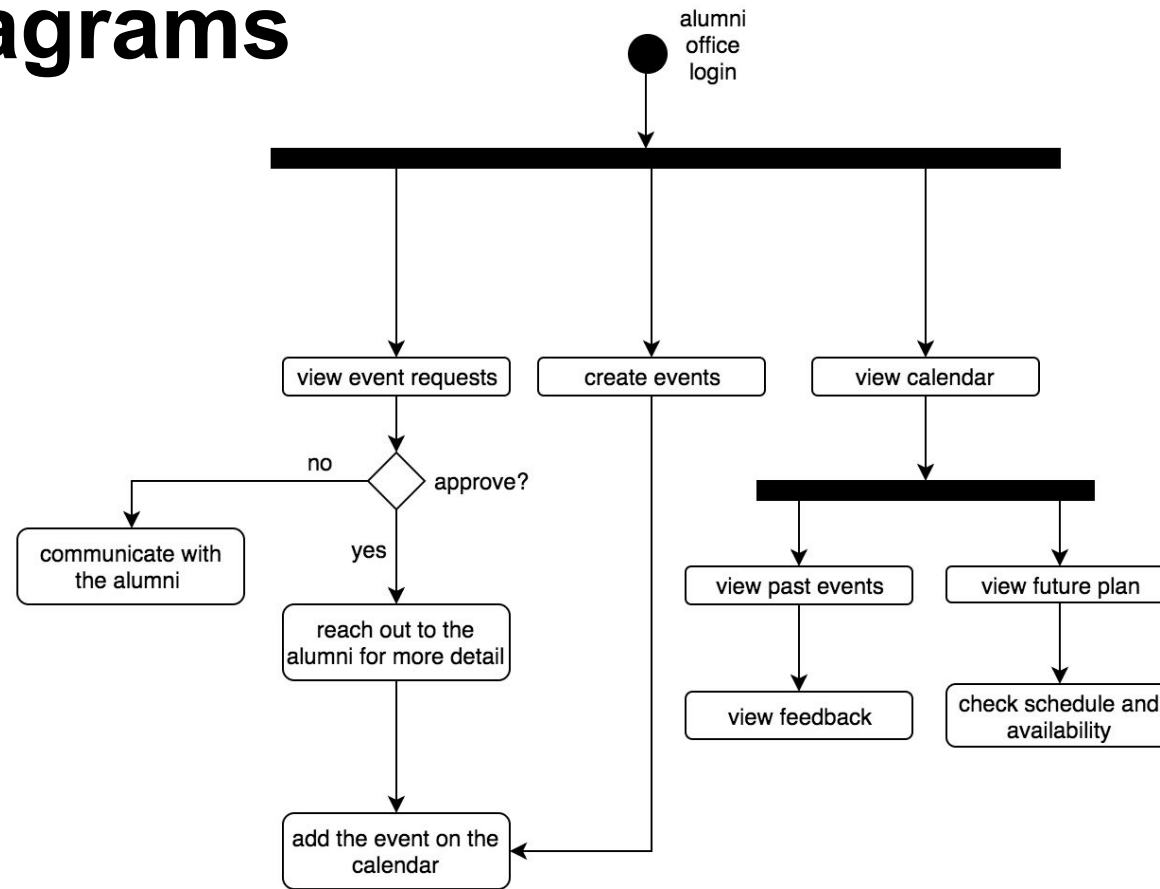 agrams
alumni
office
login
view event requests
create events
view calendar
no
approve?
communicate with
the alumni
yes
view past events
view future plan
reach out to the
alumni for more detail
view feedback
check schedule and
availability
add the event on the
calendar